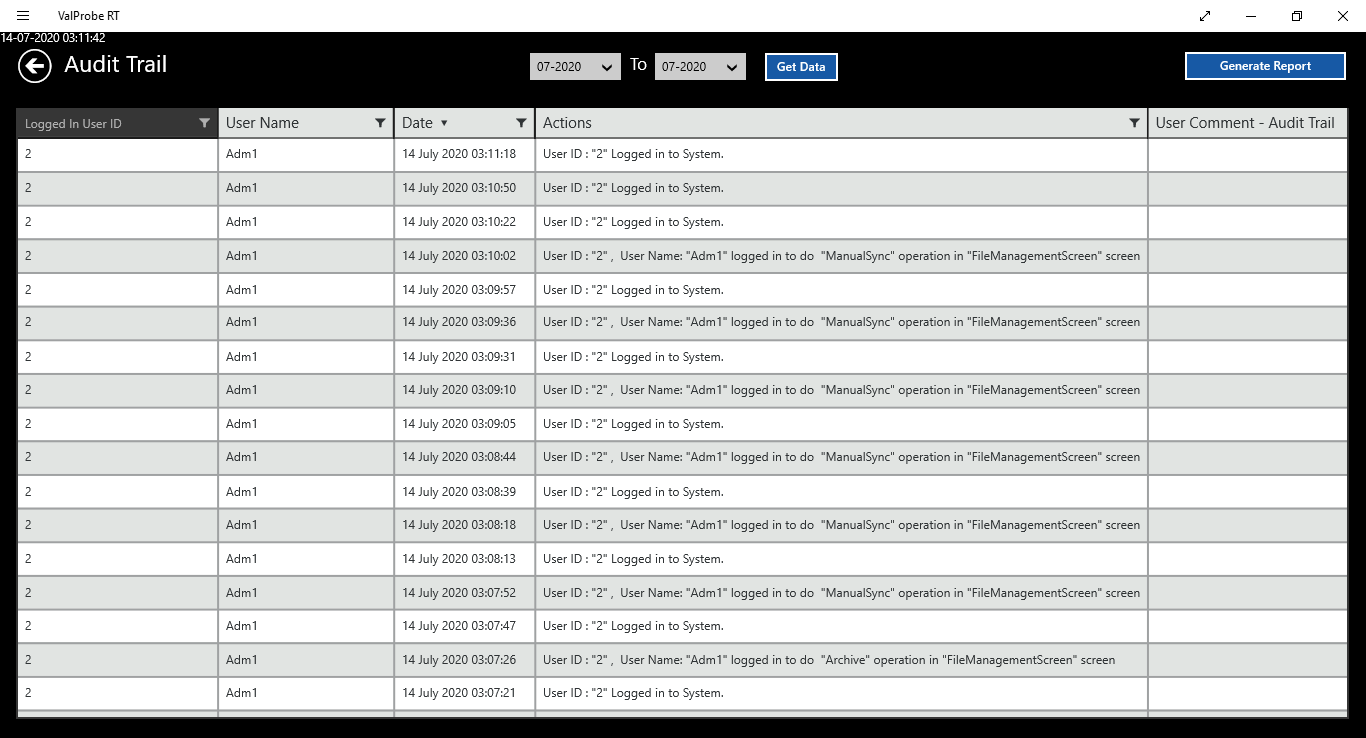 ValProbe RT
14-07-2020 03:11:42
Audit Trail 07-2020 To 07-2020 Get Data Generate Report
Logged In User ID User Name Date Actions User Comment - Audit Trail
2 Adm1 14 July 2020 03:11:18 User ID : "2" Logged in to System.
2 Adm1 14 July 2020 03:10:50 User ID : "2" Logged in to System.
2 Adm1 14 July 2020 03:10:22 User ID : "2" Logged in to System.
2 Adm1 14 July 2020 03:10:02 User ID : "2" , User Name: "Adm1" logged in to do "ManualSync" operation in "FileManagementScreen" screen
2 Adm1 14 July 2020 03:09:57 User ID : "2" Logged in to System.
2 Adm1 14 July 2020 03:09:36 User ID : "2" , User Name: "Adm1" logged in to do "ManualSync" operation in "FileManagementScreen" screen
2 Adm1 14 July 2020 03:09:31 User ID : "2" Logged in to System.
2 Adm1 14 July 2020 03:09:10 User ID : "2" , User Name: "Adm1" logged in to do "ManualSync" operation in "FileManagementScreen" screen
2 Adm1 14 July 2020 03:09:05 User ID : "2" Logged in to System.
2 Adm1 14 July 2020 03:08:44 User ID : "2" , User Name: "Adm1" logged in to do "ManualSync" operation in "FileManagementScreen" screen
2 Adm1 14 July 2020 03:08:39 User ID : "2" Logged in to System.
2 Adm1 14 July 2020 03:08:18 User ID : "2" , User Name: "Adm1" logged in to do "ManualSync" operation in "FileManagementScreen" screen
2 Adm1 14 July 2020 03:08:13 User ID : "2" Logged in to System.
2 Adm1 14 July 2020 03:07:52 User ID : "2" , User Name: "Adm1" logged in to do "ManualSync" operation in "FileManagementScreen" screen
2 Adm1 14 July 2020 03:07:47 User ID : "2" Logged in to System.
2 Adm1 14 July 2020 03:07:26 User ID : "2" , User Name: "Adm1" logged in to do "Archive" operation in "FileManagementScreen" screen
2 Adm1 14 July 2020 03:07:21 User ID : "2" Logged in to System.